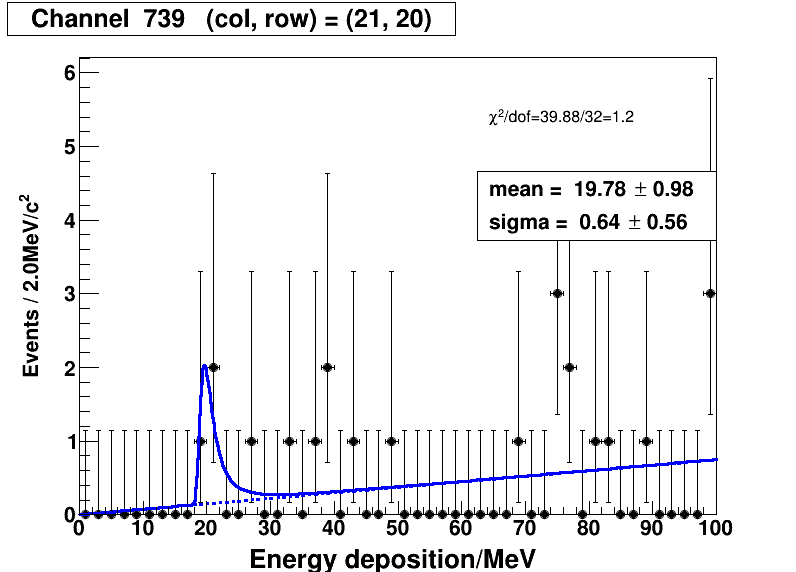 Channel  739   (col, row) = (21, 20)
χ²/dof=39.88/32=1.2
mean =  19.78 ± 0.98
sigma =  0.64 ± 0.56
Events / 2.0MeV/c²
6
5
4
3
2
1
0
0 10 20 30 40 50 60 70 80 90 100
Energy deposition/MeV